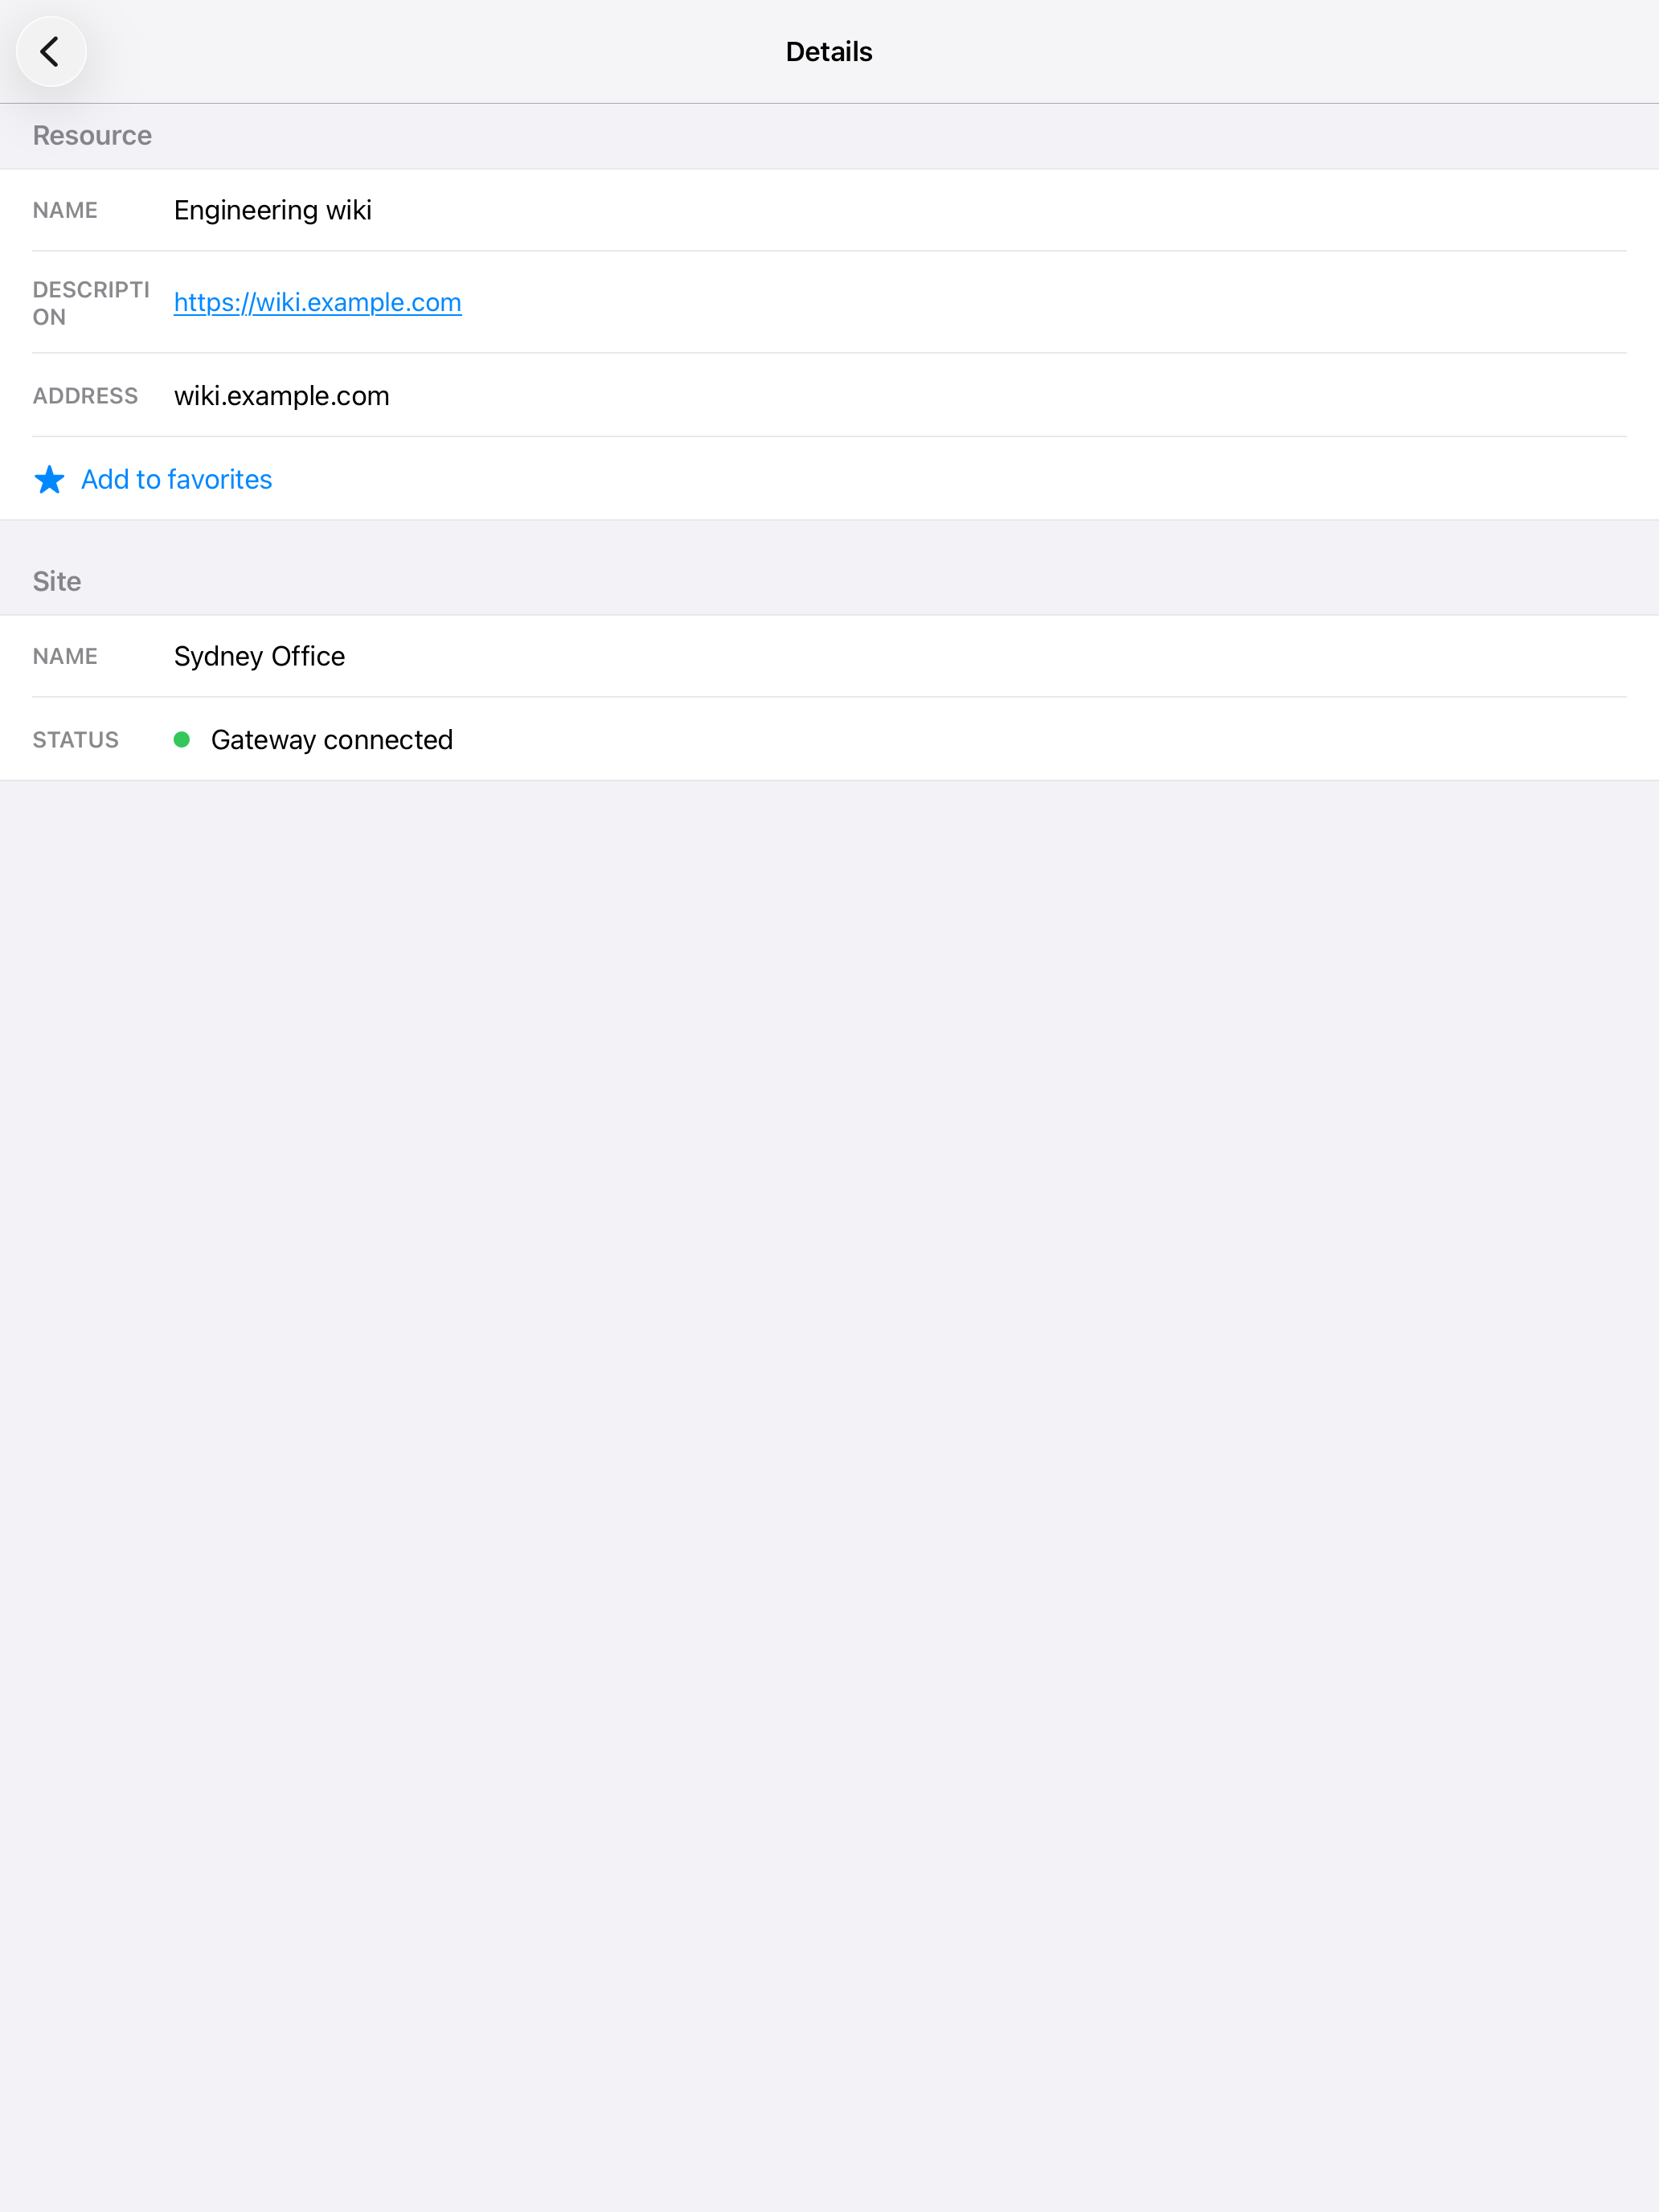 Details
Resource
NAME Engineering wiki
DESCRIPTI
ON https://wiki.example.com
ADDRESS wiki.example.com
Add to favorites
Site
NAME Sydney Office
STATUS Gateway connected